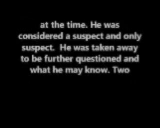 at the time. He was
considered a suspect and only
suspect. He was taken away
to be further questioned and
what he may know. Two